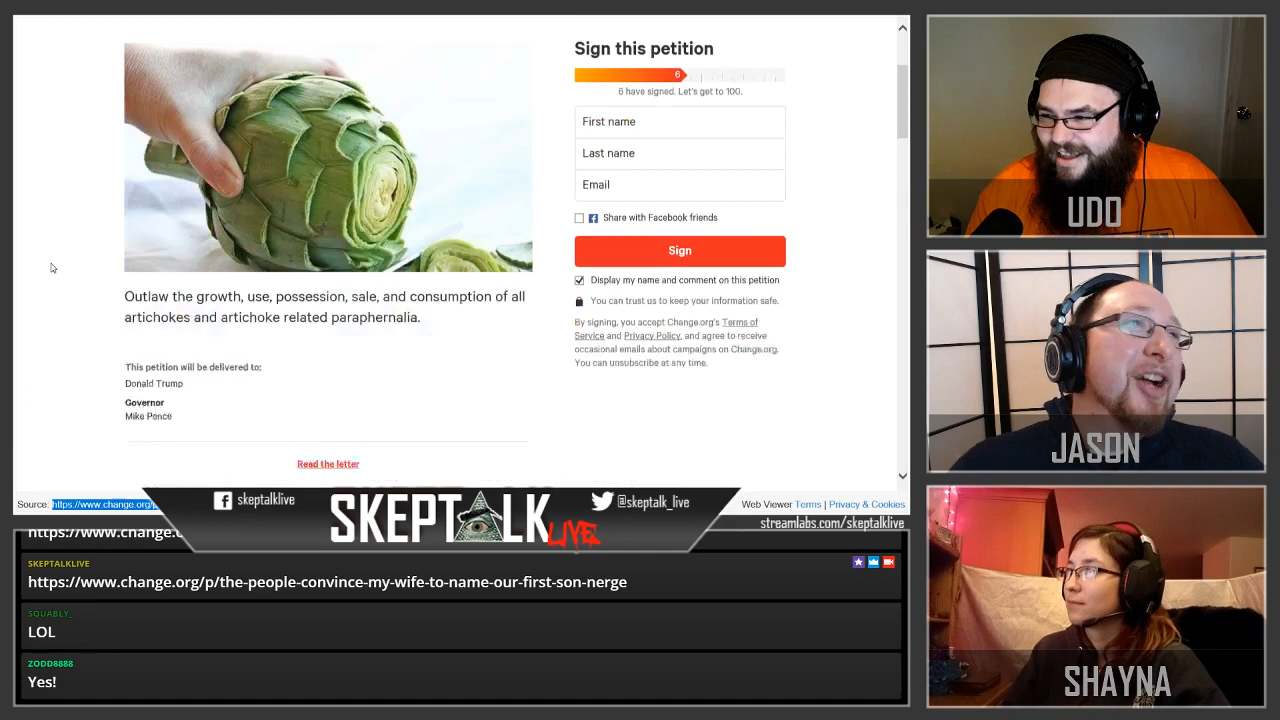 Sign this petition
6
6 have signed. Let's get to 100.
First name
Last name
Email
Share with Facebook friends
Sign
Display my name and comment on this petition
You can trust us to keep your information safe.
By signing, you accept Change.org's Terms of
Service and Privacy Policy, and agree to receive
occasional emails about campaigns on Change.org.
You can unsubscribe at any time.
Outlaw the growth, use, possession, sale, and consumption of all
artichokes and artichoke related paraphernalia.
This petition will be delivered to:
Donald Trump
Governor
Mike Pence
Read the letter
Source: https://www.change.org/p
skeptalklive
SKEPTALK
LIVE
@skeptalk_live
Web Viewer Terms | Privacy & Cookies
streamlabs.com/skeptalklive
https://www.change.
SKEPTALKLIVE
https://www.change.org/p/the-people-convince-my-wife-to-name-our-first-son-nerge
SQUABLY_
LOL
ZODD8888
Yes!
UDO
JASON
SHAYNA